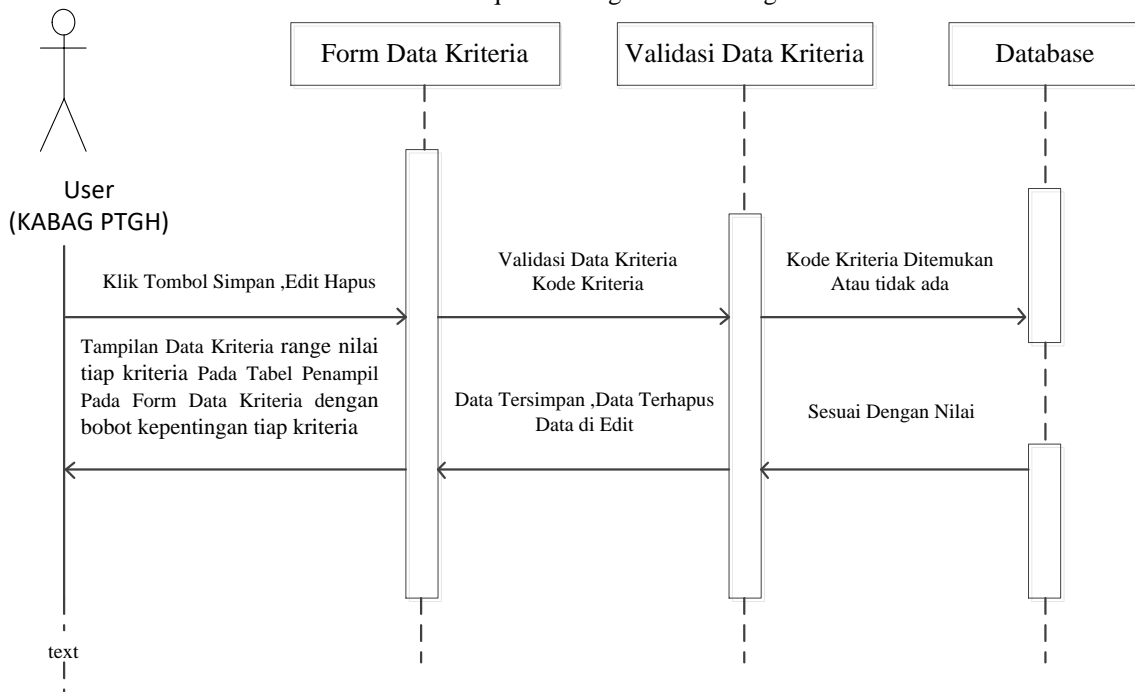 Form Data Kriteria
Validasi Data Kriteria
Database
User
(KABAG PTGH)
Klik Tombol Simpan ,Edit Hapus
Validasi Data Kriteria
Kode Kriteria
Kode Kriteria Ditemukan
Atau tidak ada
Tampilan Data Kriteria range nilai
tiap kriteria Pada Tabel Penampil
Pada Form Data Kriteria dengan
bobot kepentingan tiap kriteria
Data Tersimpan ,Data Terhapus
Data di Edit
Sesuai Dengan Nilai
text